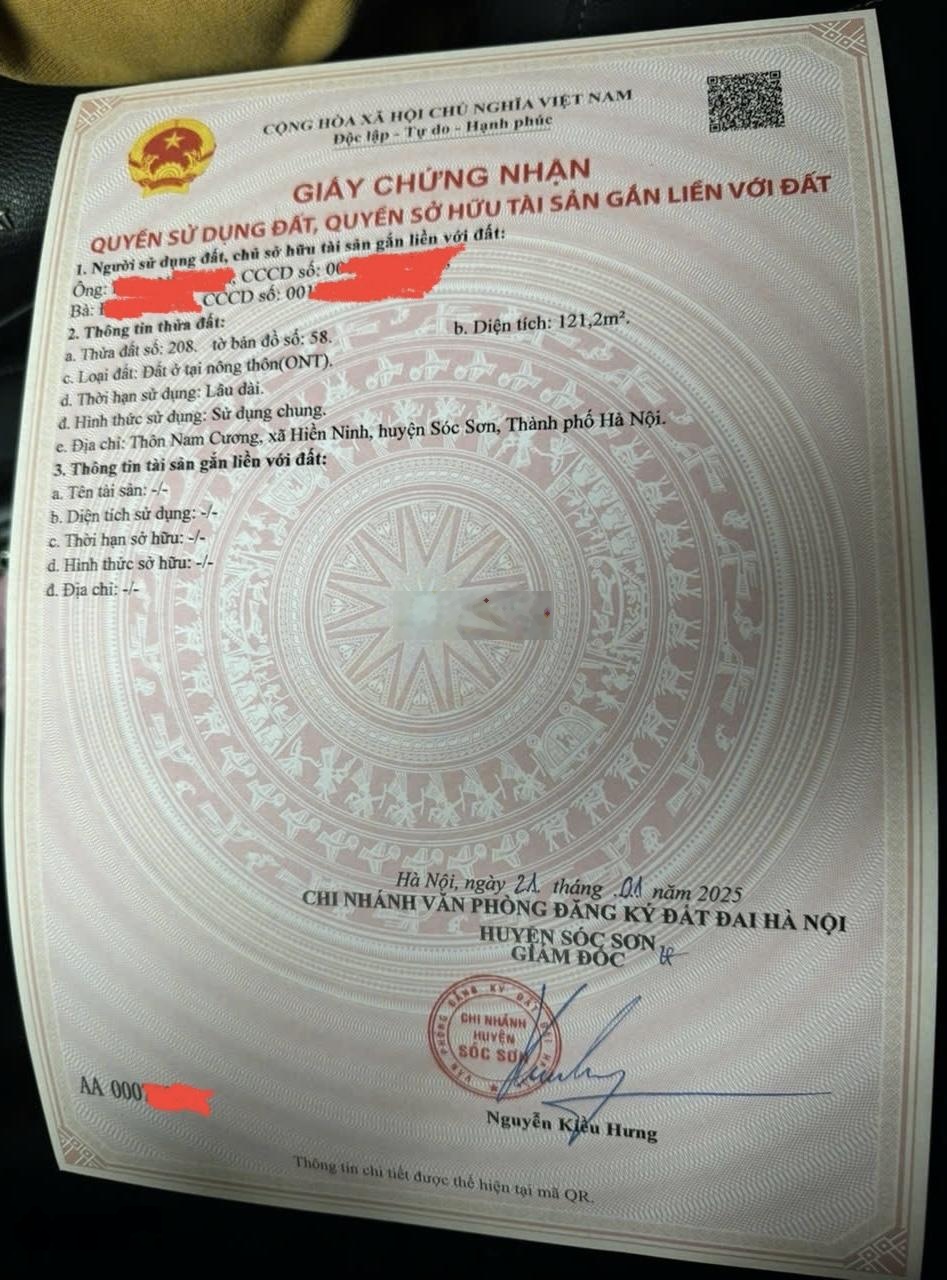 CỘNG HÒA XÃ HỘI CHỦ NGHĨA VIỆT NAM
Độc lập - Tự do - Hạnh phúc
GIẤY CHỨNG NHẬN
QUYỀN SỬ DỤNG ĐẤT, QUYỀN SỞ HỮU TÀI SẢN GẮN LIỀN VỚI ĐẤT
1. Người sử dụng đất, chủ sở hữu tài sản gắn liền với đất:
Ông: , CCCD số: 00
Bà: CCCD số: 001
2. Thông tin thửa đất:
a. Thửa đất số: 208. tờ bản đồ số: 58. b. Diện tích: 121,2m².
c. Loại đất: Đất ở tại nông thôn(ONT).
d. Thời hạn sử dụng: Lâu dài.
đ. Hình thức sử dụng: Sử dụng chung.
e. Địa chỉ: Thôn Nam Cương, xã Hiền Ninh, huyện Sóc Sơn, Thành phố Hà Nội.
3. Thông tin tài sản gắn liền với đất:
a. Tên tài sản: -/-
b. Diện tích sử dụng: -/-
c. Thời hạn sở hữu: -/-
d. Hình thức sở hữu: -/-
đ. Địa chỉ: -/-
Hà Nội, ngày 21 tháng .01 năm 2025
CHI NHÁNH VĂN PHÒNG ĐĂNG KÝ ĐẤT ĐAI HÀ NỘI
HUYỆN SÓC SƠN
GIÁM ĐỐC
VĂN PHÒNG ĐĂNG KÝ ĐẤT ĐAI HÀ
CHI NHÁNH
HUYỆN
SÓC SƠN
Nguyễn Kiều Hưng
AA 000
Thông tin chi tiết được thể hiện tại mã QR.